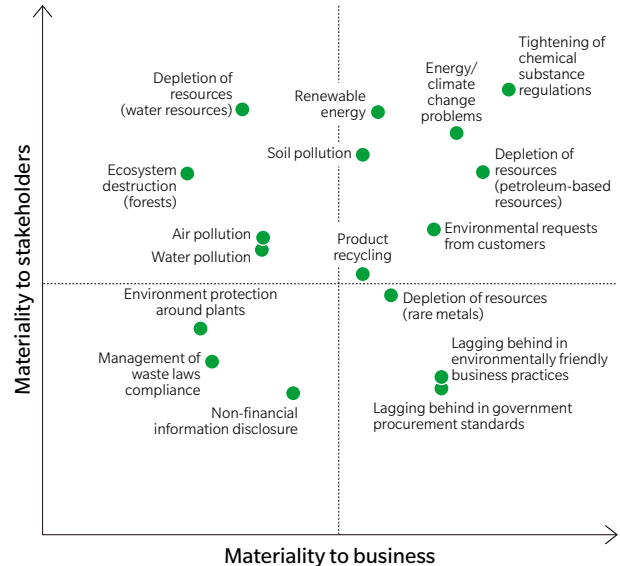 Tightening of
chemical
substance
regulations
Energy/
climate
change
problems
Depletion of
resources
(water resources)
Renewable
energy
Soil pollution
Depletion of
resources
(petroleum-based
resources)
Ecosystem
destruction
(forests)
Air pollution
Water pollution
Environmental requests
from customers
Product
recycling
Environment protection
around plants
Depletion of resources
(rare metals)
Management of
waste laws
compliance
Lagging behind in
environmentally friendly
business practices
Non-financial
information disclosure
Lagging behind in government
procurement standards
Materiality to stakeholders
Materiality to business